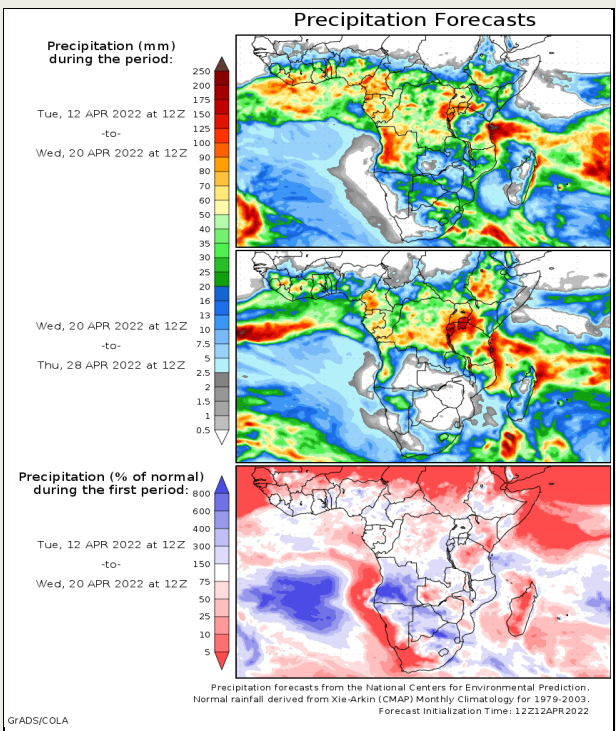 Precipitation Forecasts
Precipitation (mm)
during the period:
250
200
175
150
125
100
90
80
70
60
50
40
35
30
25
20
16
13
10
7.5
5
2.5
2
1.5
1
0.5
Tue, 12 APR 2022 at 12Z
-to-
Wed, 20 APR 2022 at 12Z
Wed, 20 APR 2022 at 12Z
-to-
Thu, 28 APR 2022 at 12Z
Precipitation (% of normal)
during the first period:
800
600
400
300
150
75
50
25
10
5
Tue, 12 APR 2022 at 12Z
-to-
Wed, 20 APR 2022 at 12Z
Precipitation forecasts from the National Centers for Environmental Prediction.
Normal rainfall derived from Xie-Arkin (CMAP) Monthly Climatology for 1979-2003.
Forecast Initialization Time: 12Z12APR2022
GrADS/COLA